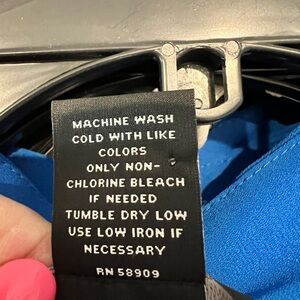 MACHINE WASH
COLD WITH LIKE
COLORS
ONLY NON-
CHLORINE BLEACH
IF NEEDED
TUMBLE DRY LOW
USE LOW IRON IF
NECESSARY
RN 58909